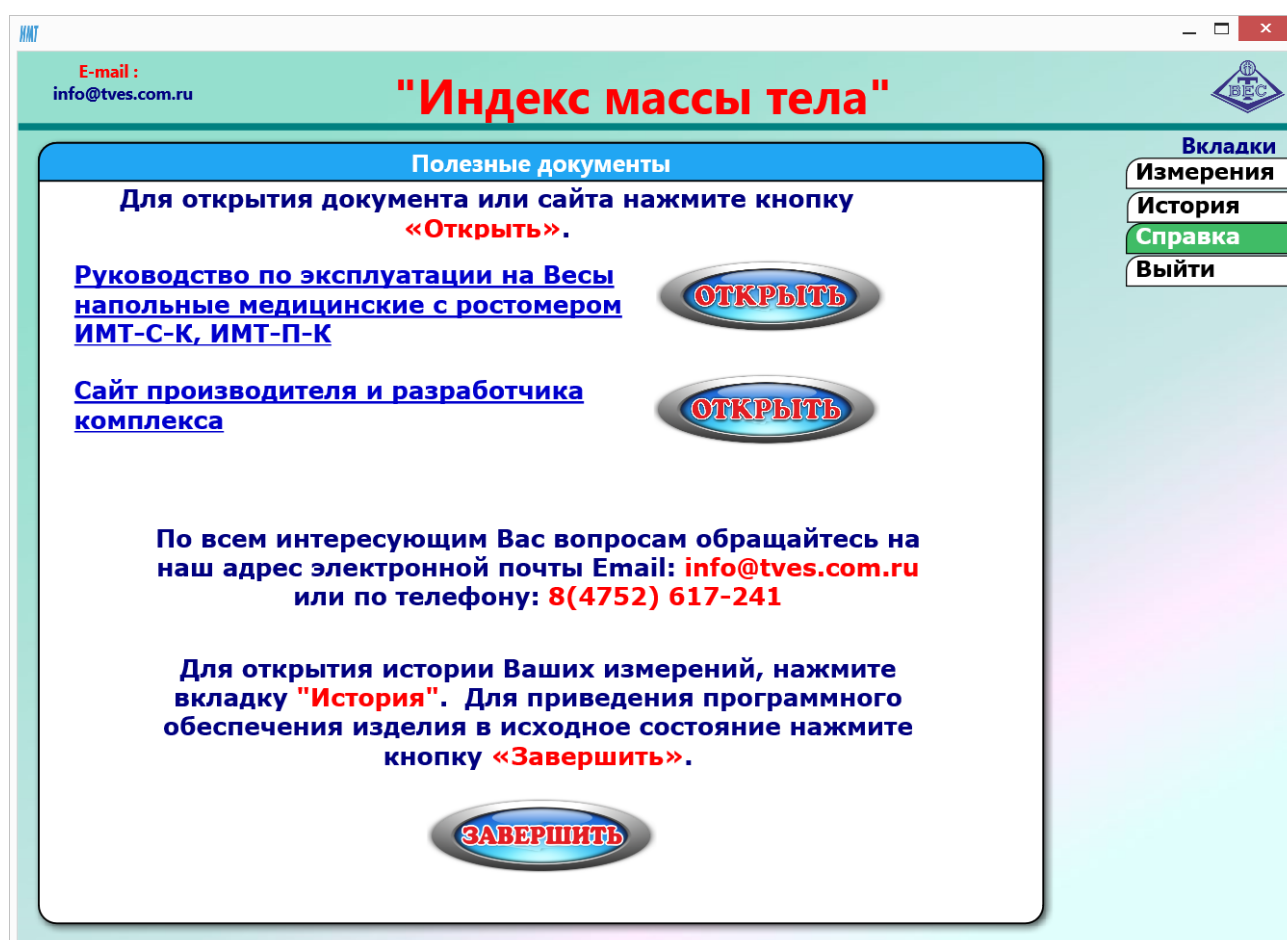 ИМТ
E-mail :
info@tves.com.ru
"Индекс массы тела"
ТВЕС
Полезные документы
Для открытия документа или сайта нажмите кнопку
«Открыть».
Руководство по эксплуатации на Весы
напольные медицинские с ростомером
ИМТ-С-К, ИМТ-П-К
ОТКРЫТЬ
Сайт производителя и разработчика
комплекса
ОТКРЫТЬ
По всем интересующим Вас вопросам обращайтесь на
наш адрес электронной почты Email: info@tves.com.ru
или по телефону: 8(4752) 617-241
Для открытия истории Ваших измерений, нажмите
вкладку "История".  Для приведения программного
обеспечения изделия в исходное состояние нажмите
кнопку «Завершить».
ЗАВЕРШИТЬ
Вкладки
Измерения
История
Справка
Выйти